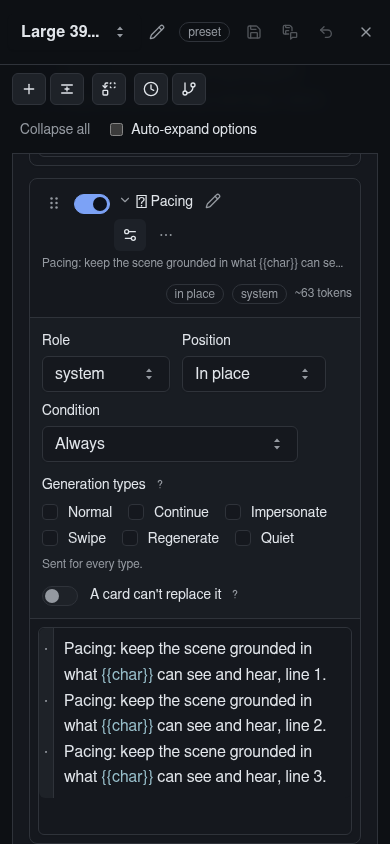 Large 39...
preset
Collapse all
Auto-expand options
Pacing
Pacing: keep the scene grounded in what {{char}} can se...
in place
system
~63 tokens
Role
Position
system
In place
Condition
Always
Generation types ?
Normal
Continue
Impersonate
Swipe
Regenerate
Quiet
Sent for every type.
A card can't replace it ?
Pacing: keep the scene grounded in
what {{char}} can see and hear, line 1.
Pacing: keep the scene grounded in
what {{char}} can see and hear, line 2.
Pacing: keep the scene grounded in
what {{char}} can see and hear, line 3.